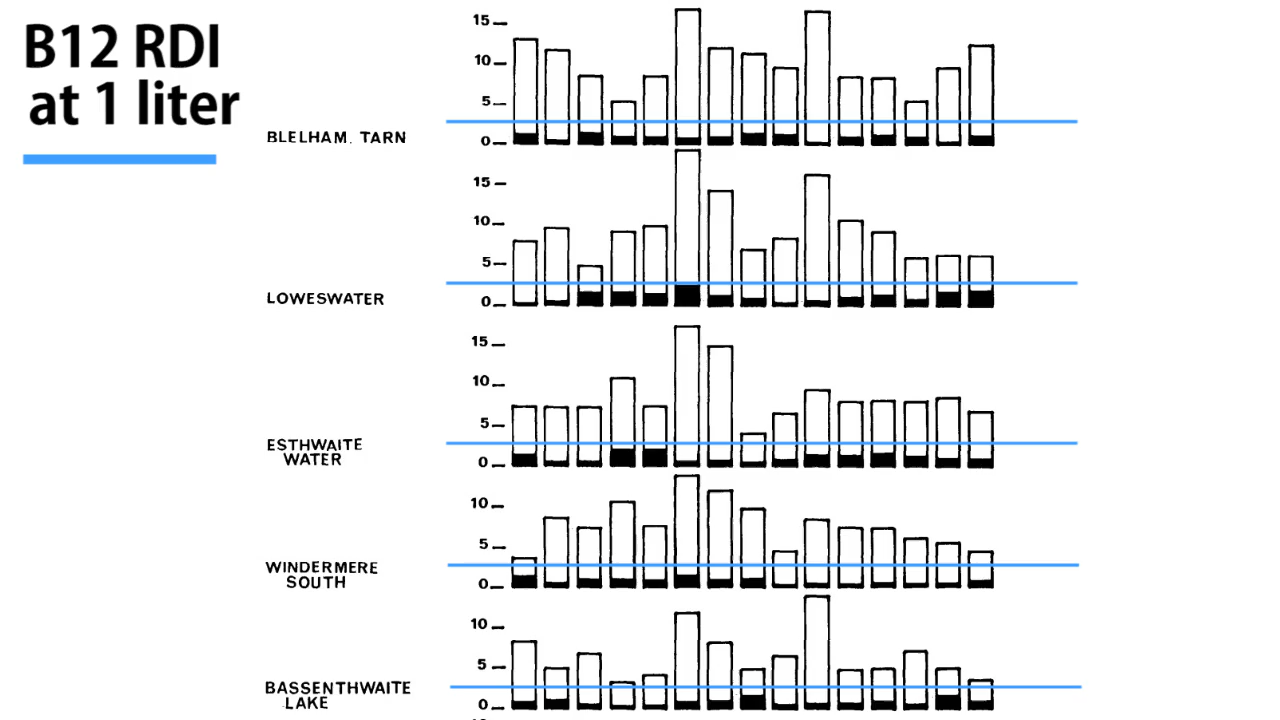 B12 RDI
at 1 liter
15
10
5
0
BLELHAM. TARN
15
10
5
0
LOWESWATER
15
10
5
0
ESTHWAITE
WATER
10
5
0
WINDERMERE
SOUTH
10
5
0
BASSENTHWAITE
LAKE